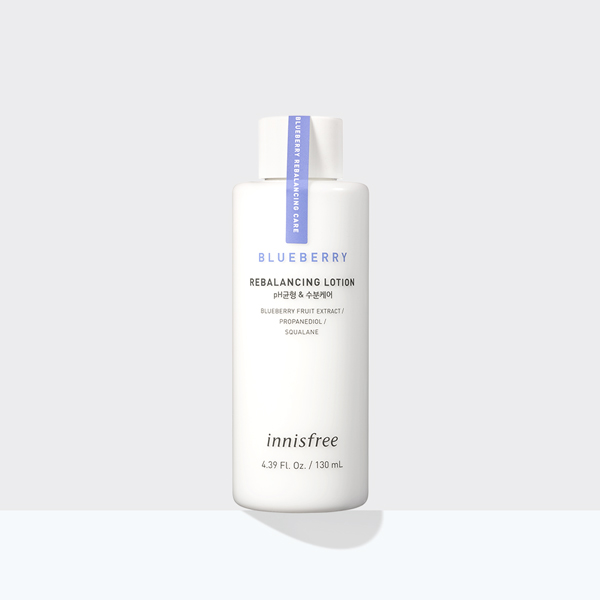 BLUEBERRY REBALANCING CARE
BLUEBERRY
REBALANCING LOTION
pH균형 & 수분케어
BLUEBERRY FRUIT EXTRACT /
PROPANEDIOL /
SQUALANE
innisfree
4.39 Fl. Oz. / 130 mL